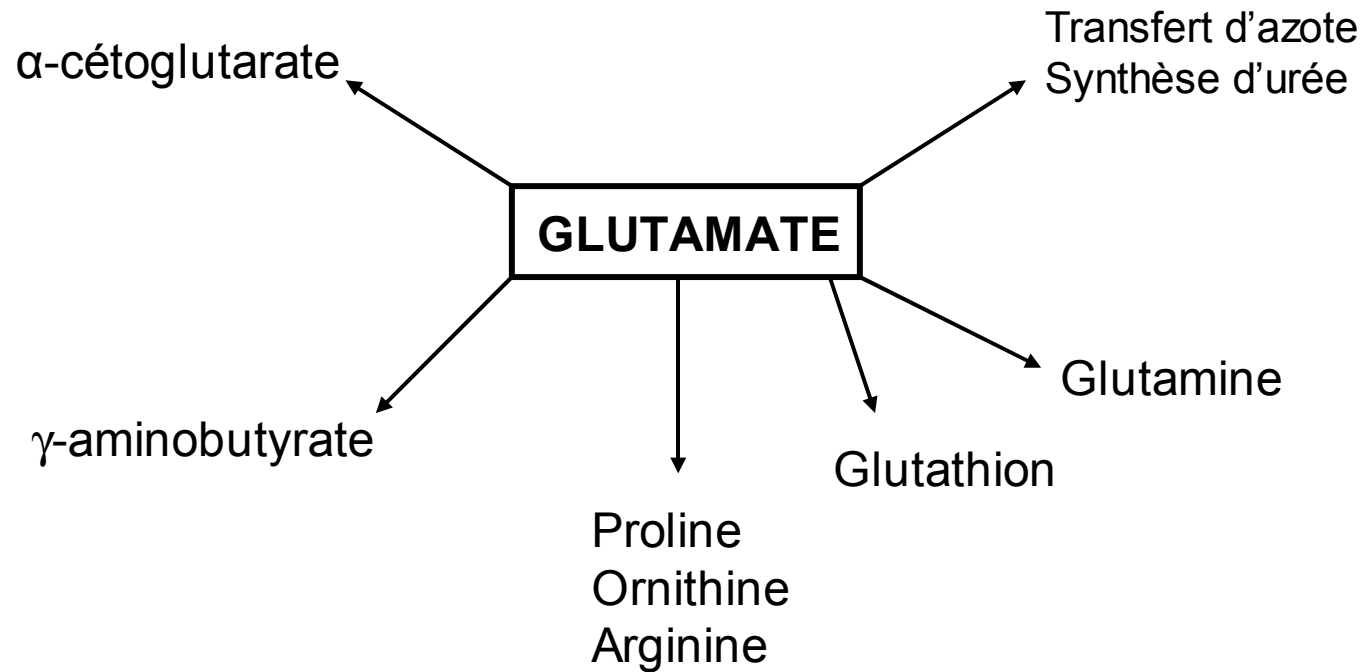 α-cétoglutarate
Transfert d’azote
Synthèse d’urée
GLUTAMATE
γ-aminobutyrate
Proline
Ornithine
Arginine
Glutathion
Glutamine